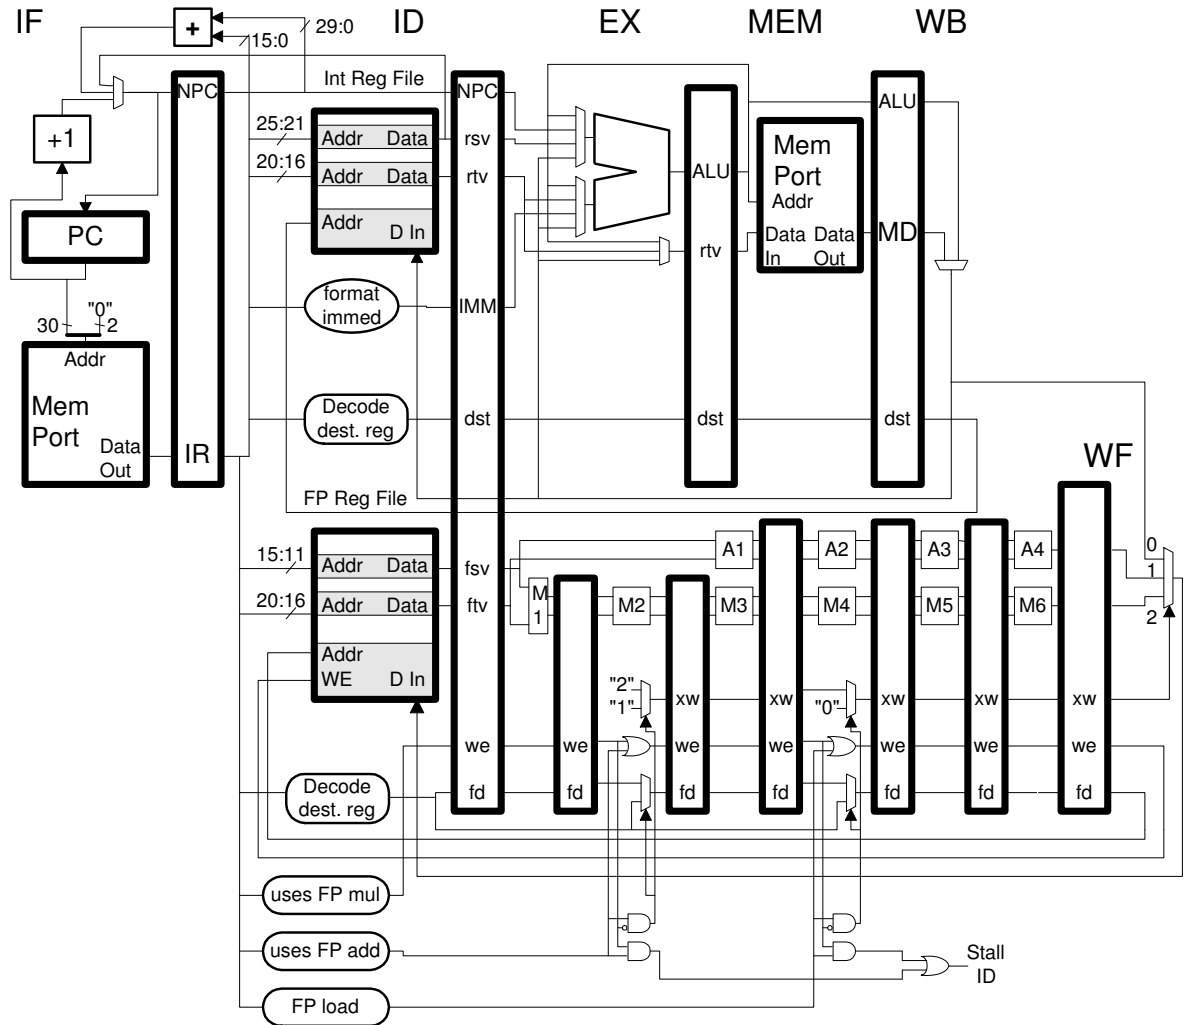 IF
ID
EX
MEM
WB
+
29:0
15:0
Int Reg File
NPC
NPC
ALU
+1
25:21
Addr
Data
rsv
20:16
Addr
Data
rtv
ALU
Mem
Port
Addr
PC
Addr
D In
rtv
Data
In
Data
Out
MD
format
immed
IMM
"0"
30
2
Addr
Mem
Port
Data
Out
IR
Decode
dest. reg
dst
dst
dst
WF
FP Reg File
15:11
Addr
Data
fsv
A1
A2
A3
A4
0
1
2
20:16
Addr
Data
ftv
M
1
M2
M3
M4
M5
M6
Addr
WE
D In
"2"
"1"
xw
xw
"0"
xw
xw
xw
we
we
we
we
we
we
we
Decode
dest. reg
fd
fd
fd
fd
fd
fd
fd
uses FP mul
uses FP add
Stall
ID
FP load